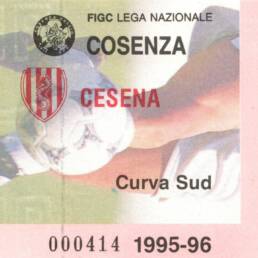 FIGC LEGA NAZIONALE
COSENZA
CESENA
Curva Sud
000414 1995-96